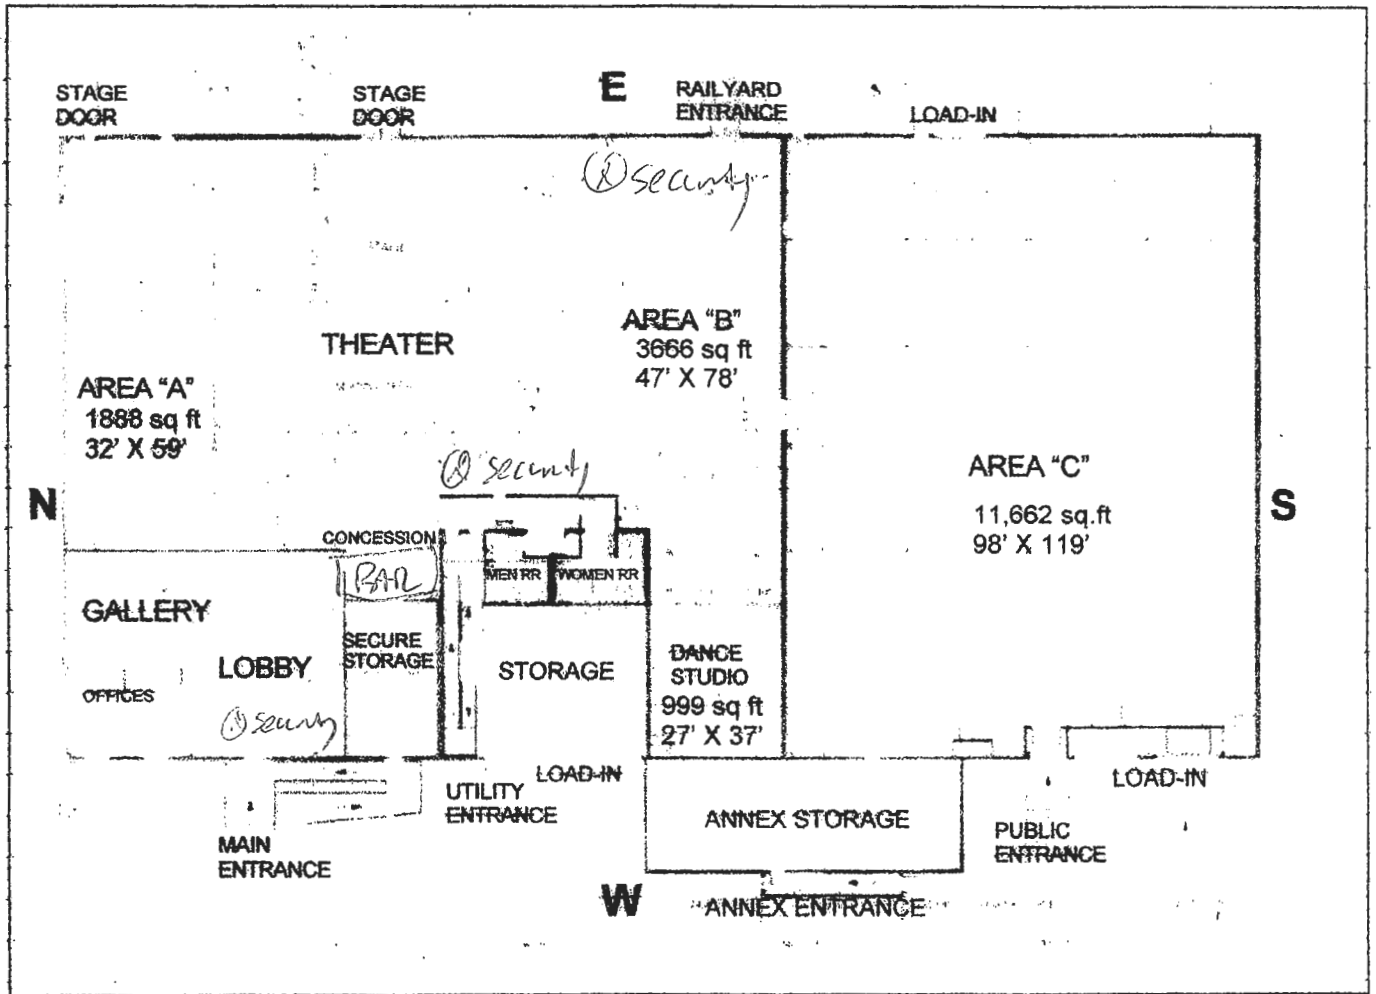 STAGE
DOOR
STAGE
DOOR
E
RAILYARD
ENTRANCE
LOAD-IN
security
STAGE
THEATER
AREA "B"
3666 sq ft
47' X 78'
AREA "A"
1888 sq ft
32' X 59'
security
AREA "C"
11,662 sq.ft
98' X 119'
N
S
CONCESSION
BAR
MEN RR
WOMEN RR
GALLERY
LOBBY
OFFICES
SECURE
STORAGE
STORAGE
DANCE
STUDIO
999 sq ft
27' X 37'
① security
LOAD-IN
UTILITY
ENTRANCE
MAIN
ENTRANCE
ANNEX STORAGE
PUBLIC
ENTRANCE
LOAD-IN
W
ANNEX ENTRANCE